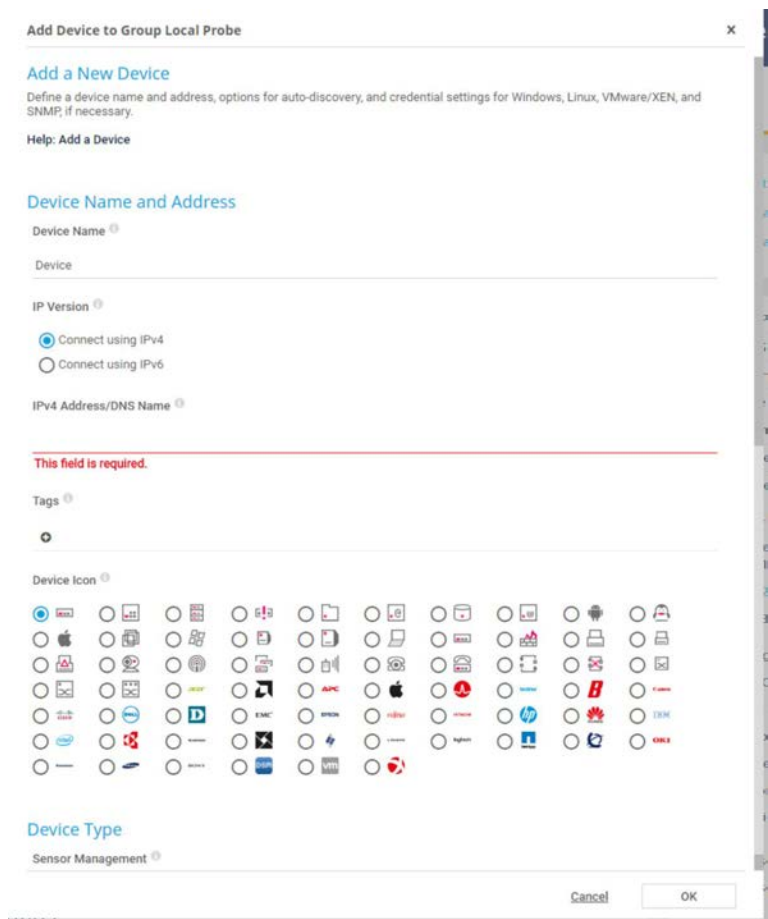 Add Device to Group Local Probe
Add a New Device
Define a device name and address, options for auto-discovery, and credential settings for Windows, Linux, VMware/XEN, and
SNMP, if necessary.
Help: Add a Device
Device Name and Address
Device Name
Device
IP Version
Connect using IPv4
Connect using IPv6
IPv4 Address/DNS Name
This field is required.
Tags
Device Icon
acer APC
EMC EPSON hp IBM
intel OKI
vm
Device Type
Sensor Management
Cancel OK